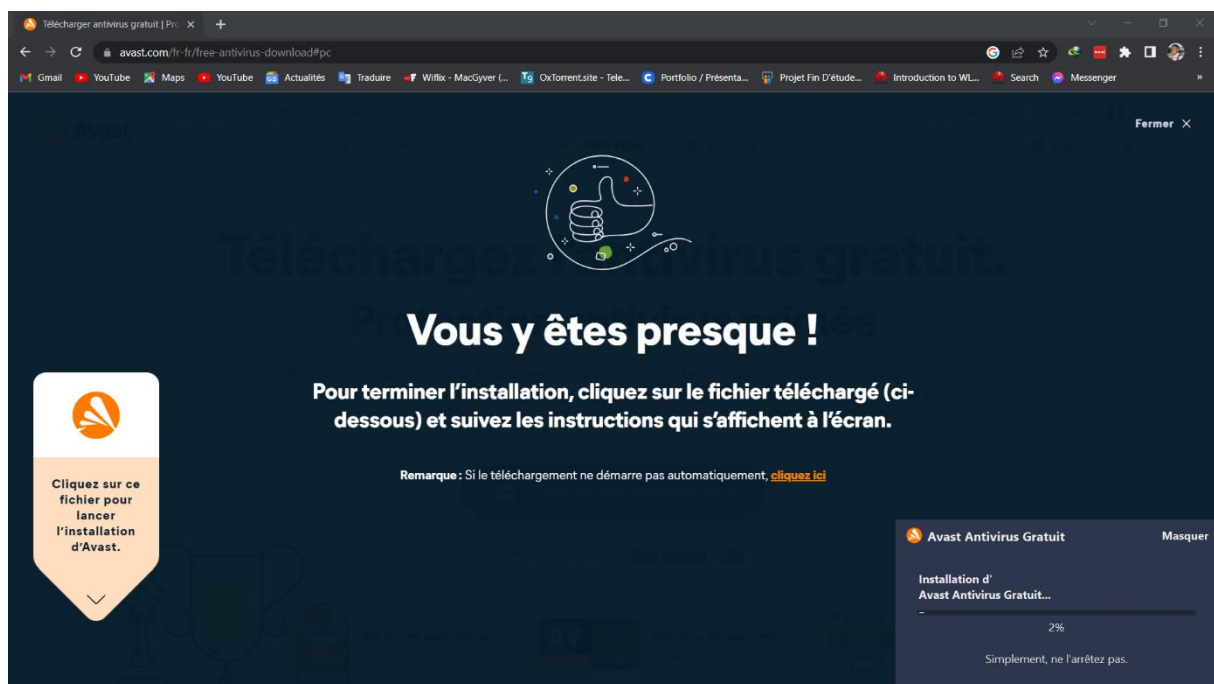 Télécharger antivirus gratuit | Pro
avast.com/fr-fr/free-antivirus-download#pc
Gmail YouTube Maps YouTube Actualités Traduire Wiflix - MacGyver (... OxTorrent.site - Tele... Portfolio / Présenta... Projet Fin D'étude... Introduction to WL... Search Messenger »
Avast
Fermer
Téléchargez antivirus gratuit.
Vous y êtes presque !
Pour terminer l'installation, cliquez sur le fichier téléchargé (ci-
dessous) et suivez les instructions qui s'affichent à l'écran.
Remarque : Si le téléchargement ne démarre pas automatiquement, cliquez ici
Cliquez sur ce
fichier pour
lancer
l'installation
d'Avast.
Avast Antivirus Gratuit Masquer
Installation d'
Avast Antivirus Gratuit...
2%
Simplement, ne l'arrêtez pas.